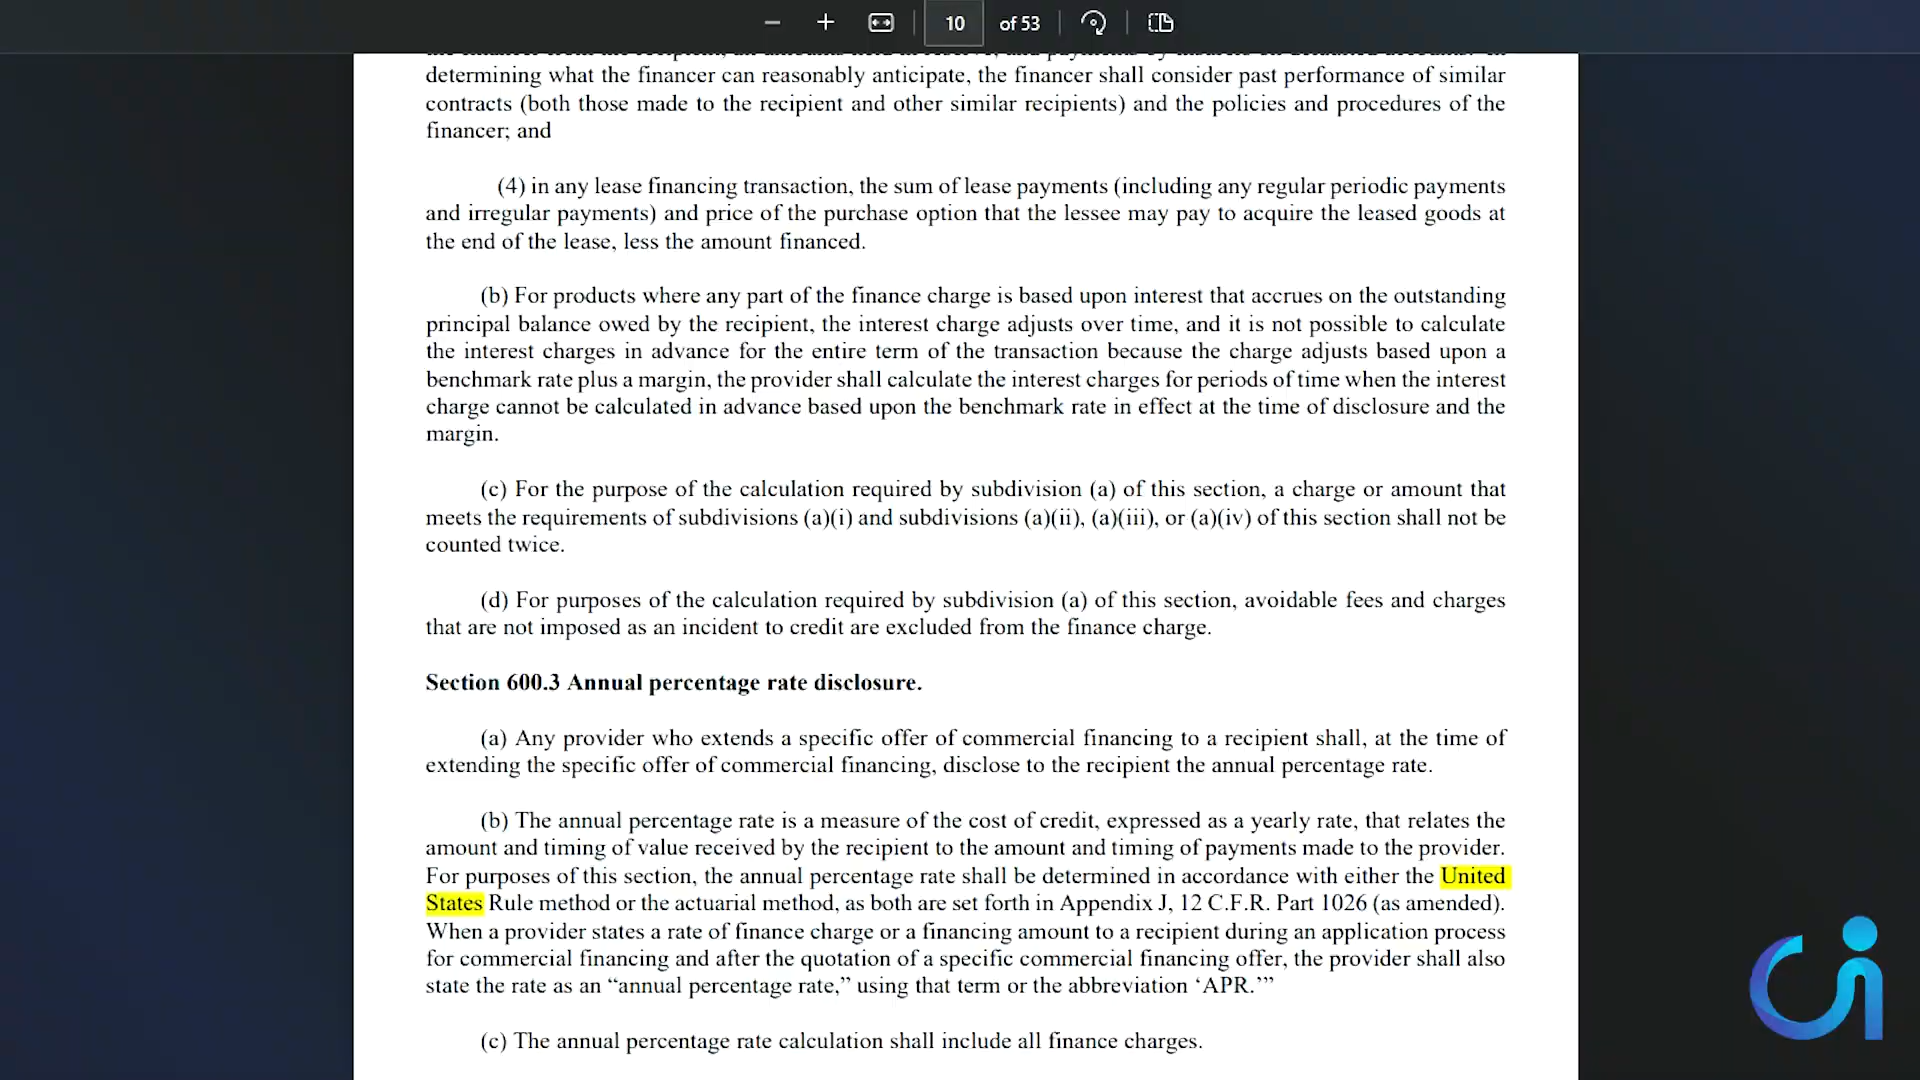 10 of 53
determining what the financer can reasonably anticipate, the financer shall consider past performance of similar
contracts (both those made to the recipient and other similar recipients) and the policies and procedures of the
financer; and
(4) in any lease financing transaction, the sum of lease payments (including any regular periodic payments
and irregular payments) and price of the purchase option that the lessee may pay to acquire the leased goods at
the end of the lease, less the amount financed.
(b) For products where any part of the finance charge is based upon interest that accrues on the outstanding
principal balance owed by the recipient, the interest charge adjusts over time, and it is not possible to calculate
the interest charges in advance for the entire term of the transaction because the charge adjusts based upon a
benchmark rate plus a margin, the provider shall calculate the interest charges for periods of time when the interest
charge cannot be calculated in advance based upon the benchmark rate in effect at the time of disclosure and the
margin.
(c) For the purpose of the calculation required by subdivision (a) of this section, a charge or amount that
meets the requirements of subdivisions (a)(i) and subdivisions (a)(ii), (a)(iii), or (a)(iv) of this section shall not be
counted twice.
(d) For purposes of the calculation required by subdivision (a) of this section, avoidable fees and charges
that are not imposed as an incident to credit are excluded from the finance charge.
Section 600.3 Annual percentage rate disclosure.
(a) Any provider who extends a specific offer of commercial financing to a recipient shall, at the time of
extending the specific offer of commercial financing, disclose to the recipient the annual percentage rate.
(b) The annual percentage rate is a measure of the cost of credit, expressed as a yearly rate, that relates the
amount and timing of value received by the recipient to the amount and timing of payments made to the provider.
For purposes of this section, the annual percentage rate shall be determined in accordance with either the United
States Rule method or the actuarial method, as both are set forth in Appendix J, 12 C.F.R. Part 1026 (as amended).
When a provider states a rate of finance charge or a financing amount to a recipient during an application process
for commercial financing and after the quotation of a specific commercial financing offer, the provider shall also
state the rate as an “annual percentage rate,” using that term or the abbreviation ‘APR.’”
(c) The annual percentage rate calculation shall include all finance charges.